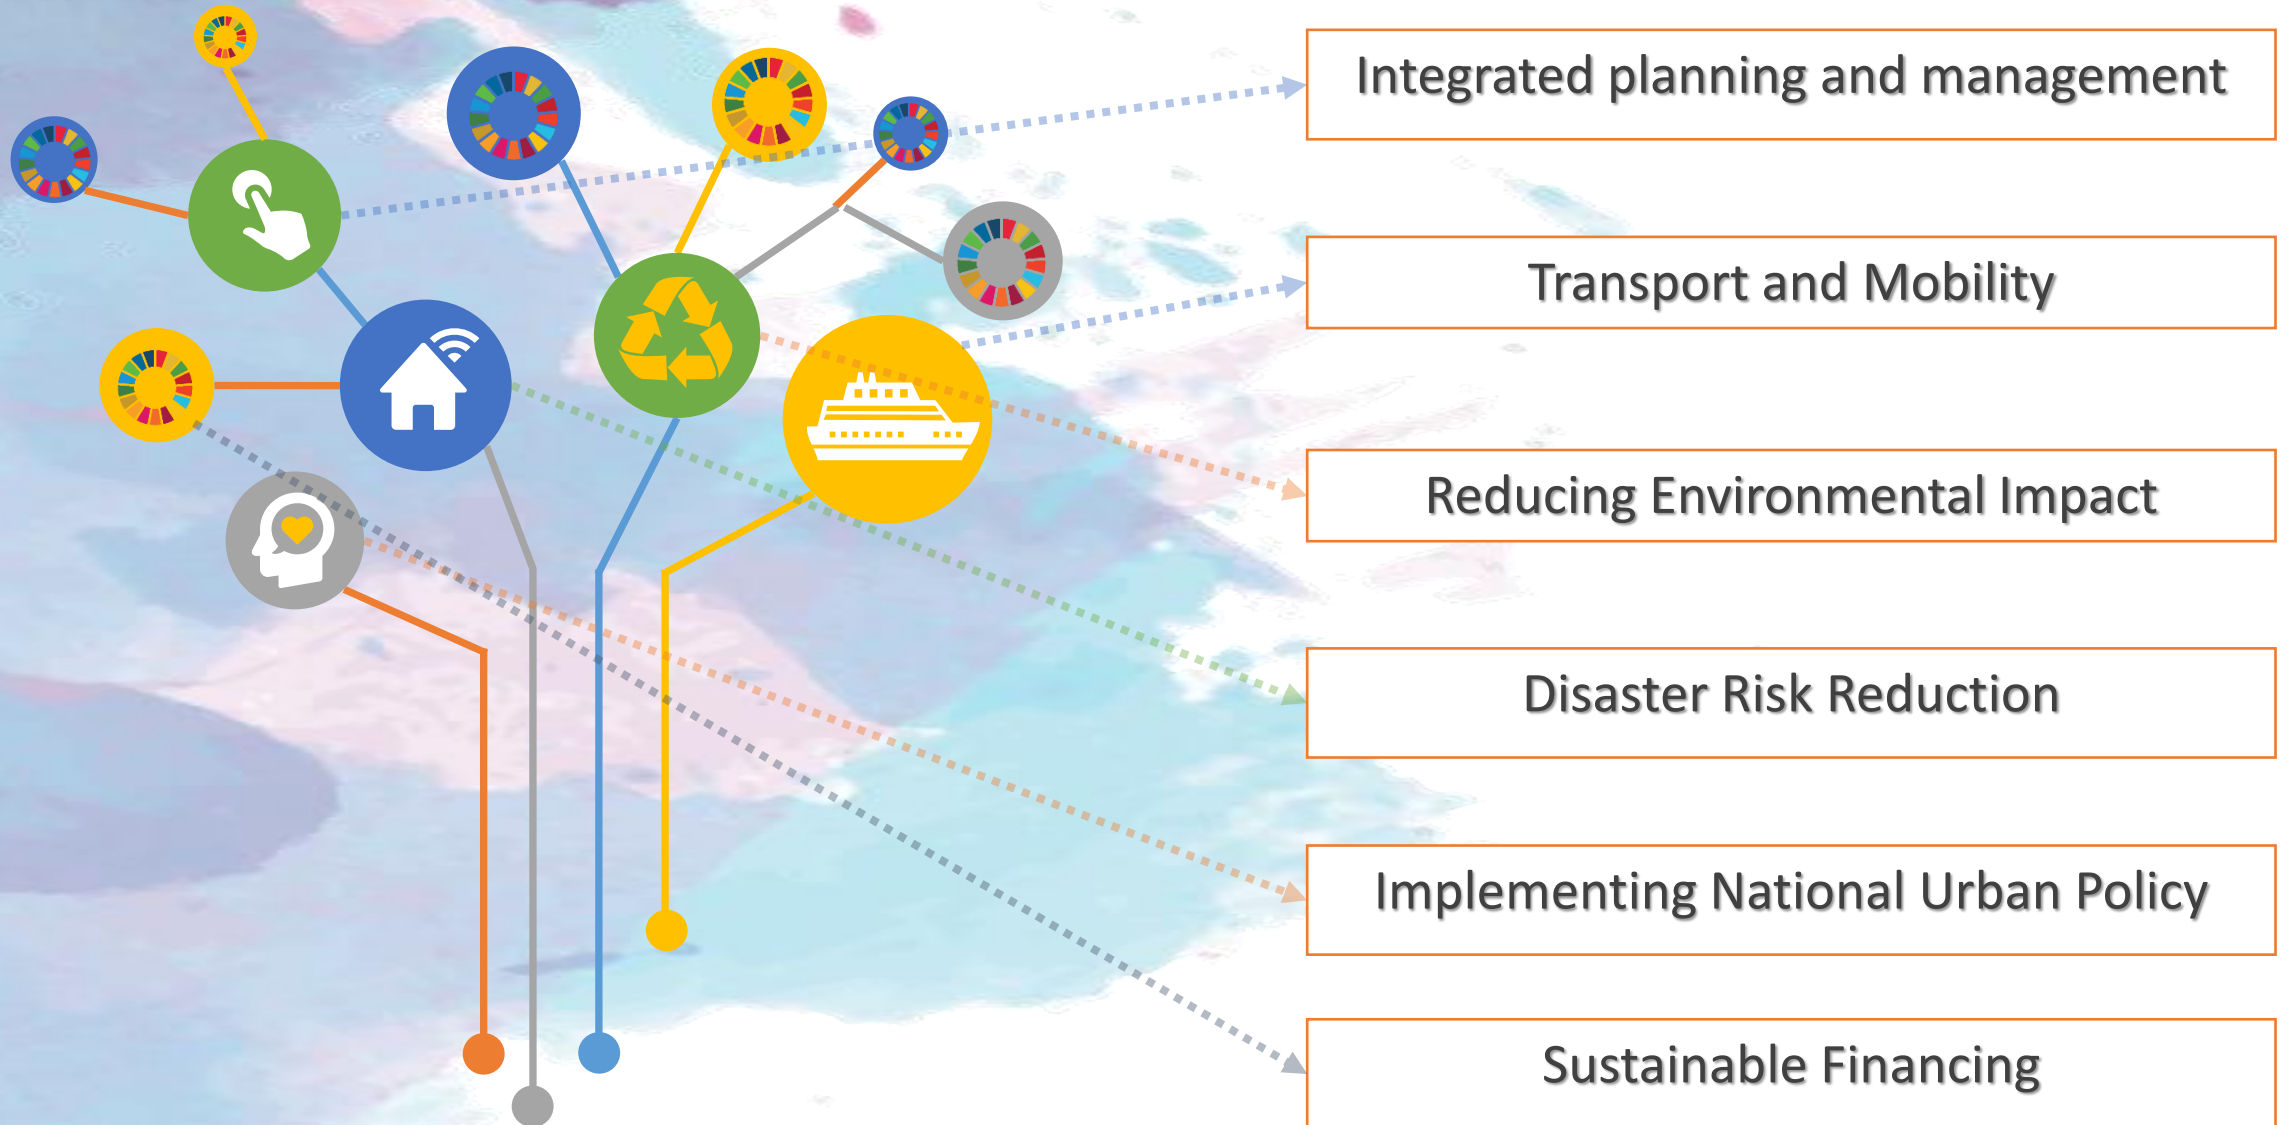 Integrated planning and management
Transport and Mobility
Reducing Environmental Impact
Disaster Risk Reduction
Implementing National Urban Policy
Sustainable Financing